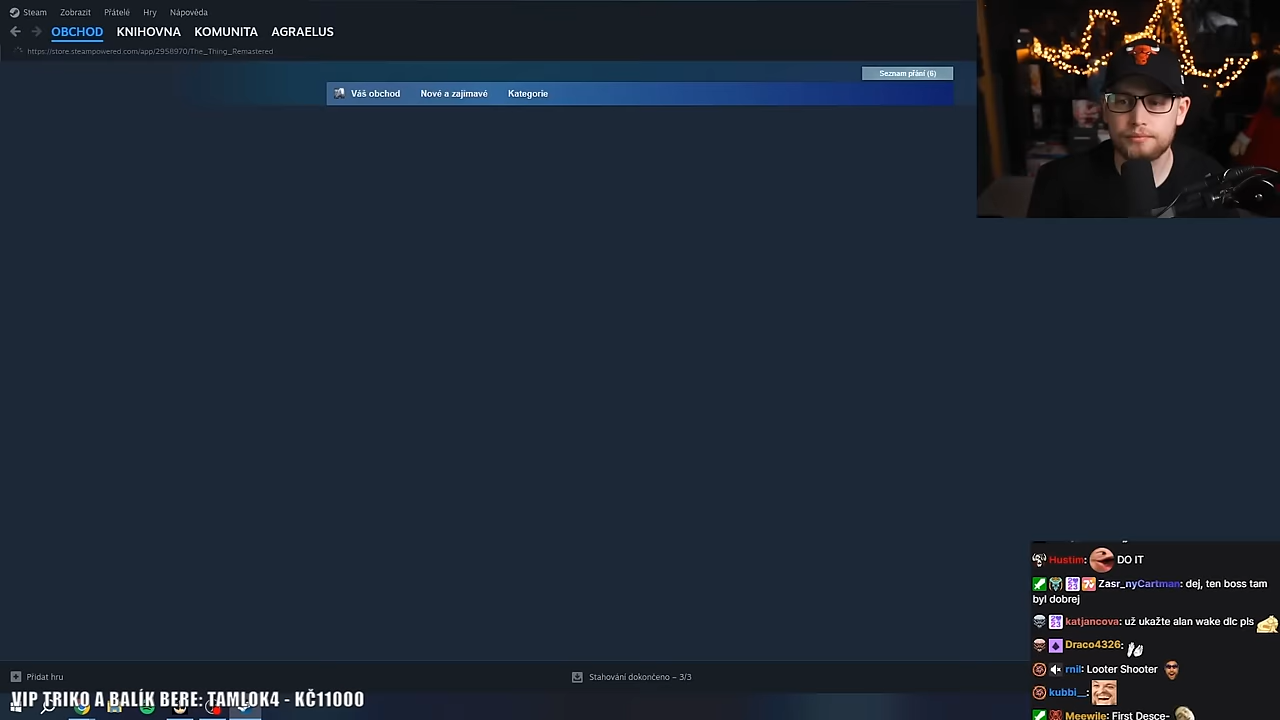 Steam Zobrazit Přátelé Hry Nápověda
OBCHOD KNIHOVNA KOMUNITA AGRAELUS
https://store.steampowered.com/app/2958970/The_Thing_Remastered
Seznam přání (6)
Váš obchod Nové a zajímavé Kategorie
Hustim: DO IT
Zasr_nyCartman: dej, ten boss tam
byl dobrej
katjancova: už ukažte alan wake dlc pls
Draco4326:
rnil: Looter Shooter
kubbi__:
Meewile: First Desce-
Přidat hru
Stahování dokončeno – 3/3
VIP TRIKO A BALÍK BERE: TAMLOK4 - KČ11000